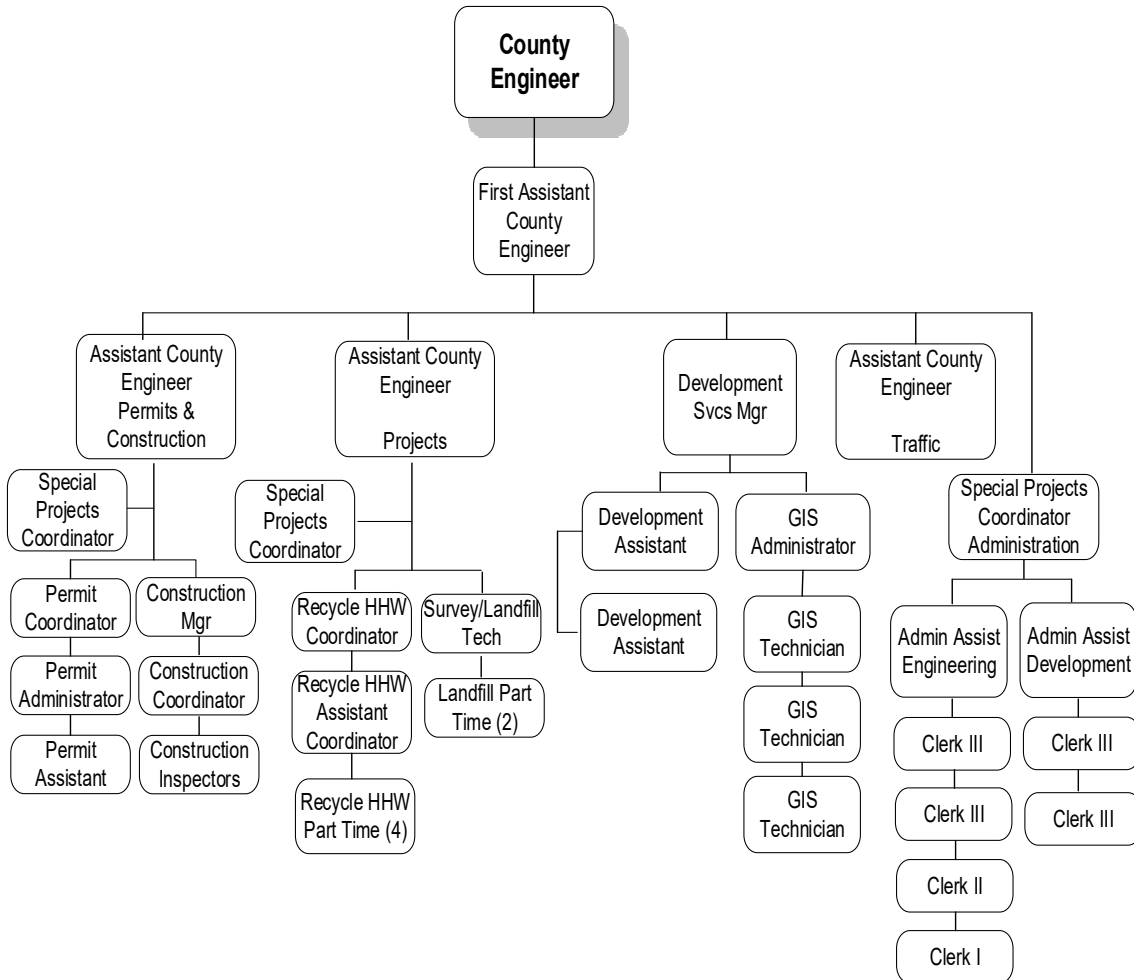 County
Engineer
First Assistant
County
Engineer
Assistant County
Engineer
Permits &
Construction
Assistant County
Engineer
Projects
Development
Svcs Mgr
Assistant County
Engineer
Traffic
Special
Projects
Coordinator
Special
Projects
Coordinator
Development
Assistant
GIS
Administrator
Special Projects
Coordinator
Administration
Permit
Coordinator
Construction
Mgr
Recycle HHW
Coordinator
Survey/Landfill
Tech
Development
Assistant
GIS
Technician
Admin Assist
Engineering
Admin Assist
Development
Permit
Administrator
Construction
Coordinator
Recycle HHW
Assistant
Coordinator
Landfill Part
Time (2)
GIS
Technician
Clerk III
Clerk III
Permit
Assistant
Construction
Inspectors
Recycle HHW
Part Time (4)
GIS
Technician
Clerk III
Clerk III
Clerk II
Clerk I